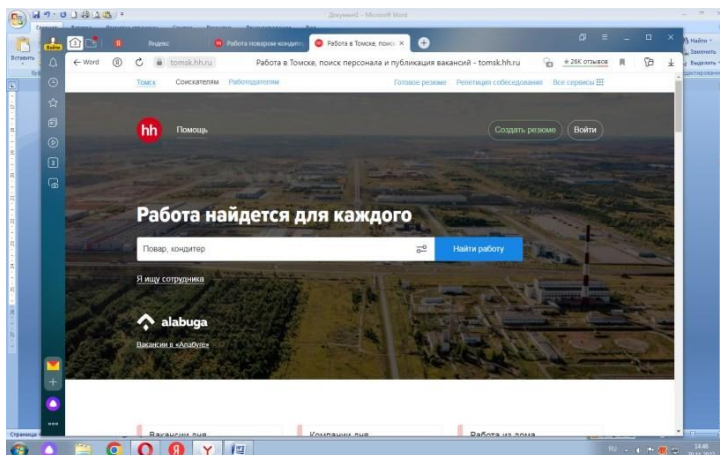 Документ1 - Microsoft Word
Найти
Заменить
Выделить
Вставить
Яндекс
Работа поваром-кондите
Работа в Томске, поис
← Word
tomsk.hh.ru
Работа в Томске, поиск персонала и публикация вакансий - tomsk.hh.ru
26K отзывов
Томск
Соискателям
Работодателям
Готовое резюме
Репетиция собеседования
Все сервисы
hh
Помощь
Создать резюме
Войти
Работа найдется для каждого
Повар, кондитер
Найти работу
Я ищу сотрудника
alabuga
Вакансии в «Алабуге»
Вакансии дня
Компании дня
Работа из дома
RU
14:46